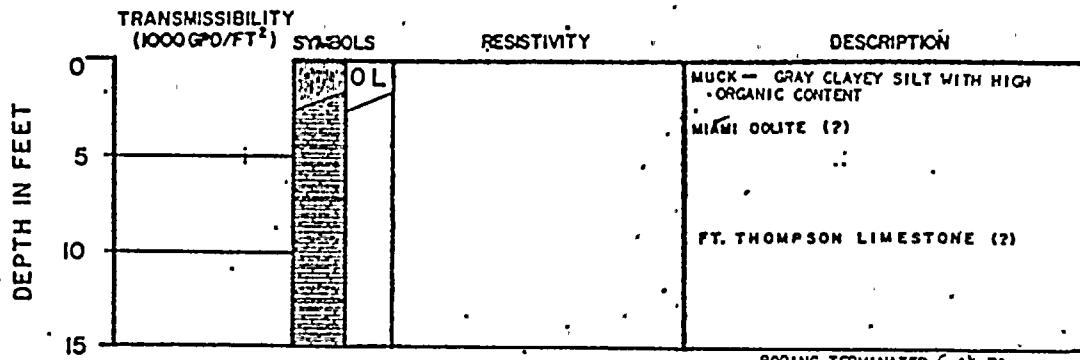 TRANSMISSIBILITY
(1000 GPD/FT²) SYMBOLS RESISTIVITY DESCRIPTION
DEPTH IN FEET
0
5
10
15
OL
MUCK — GRAY CLAYEY SILT WITH HIGH
ORGANIC CONTENT
MIAMI OOLITE (?)
FT. THOMPSON LIMESTONE (?)
BORING TERMINATED